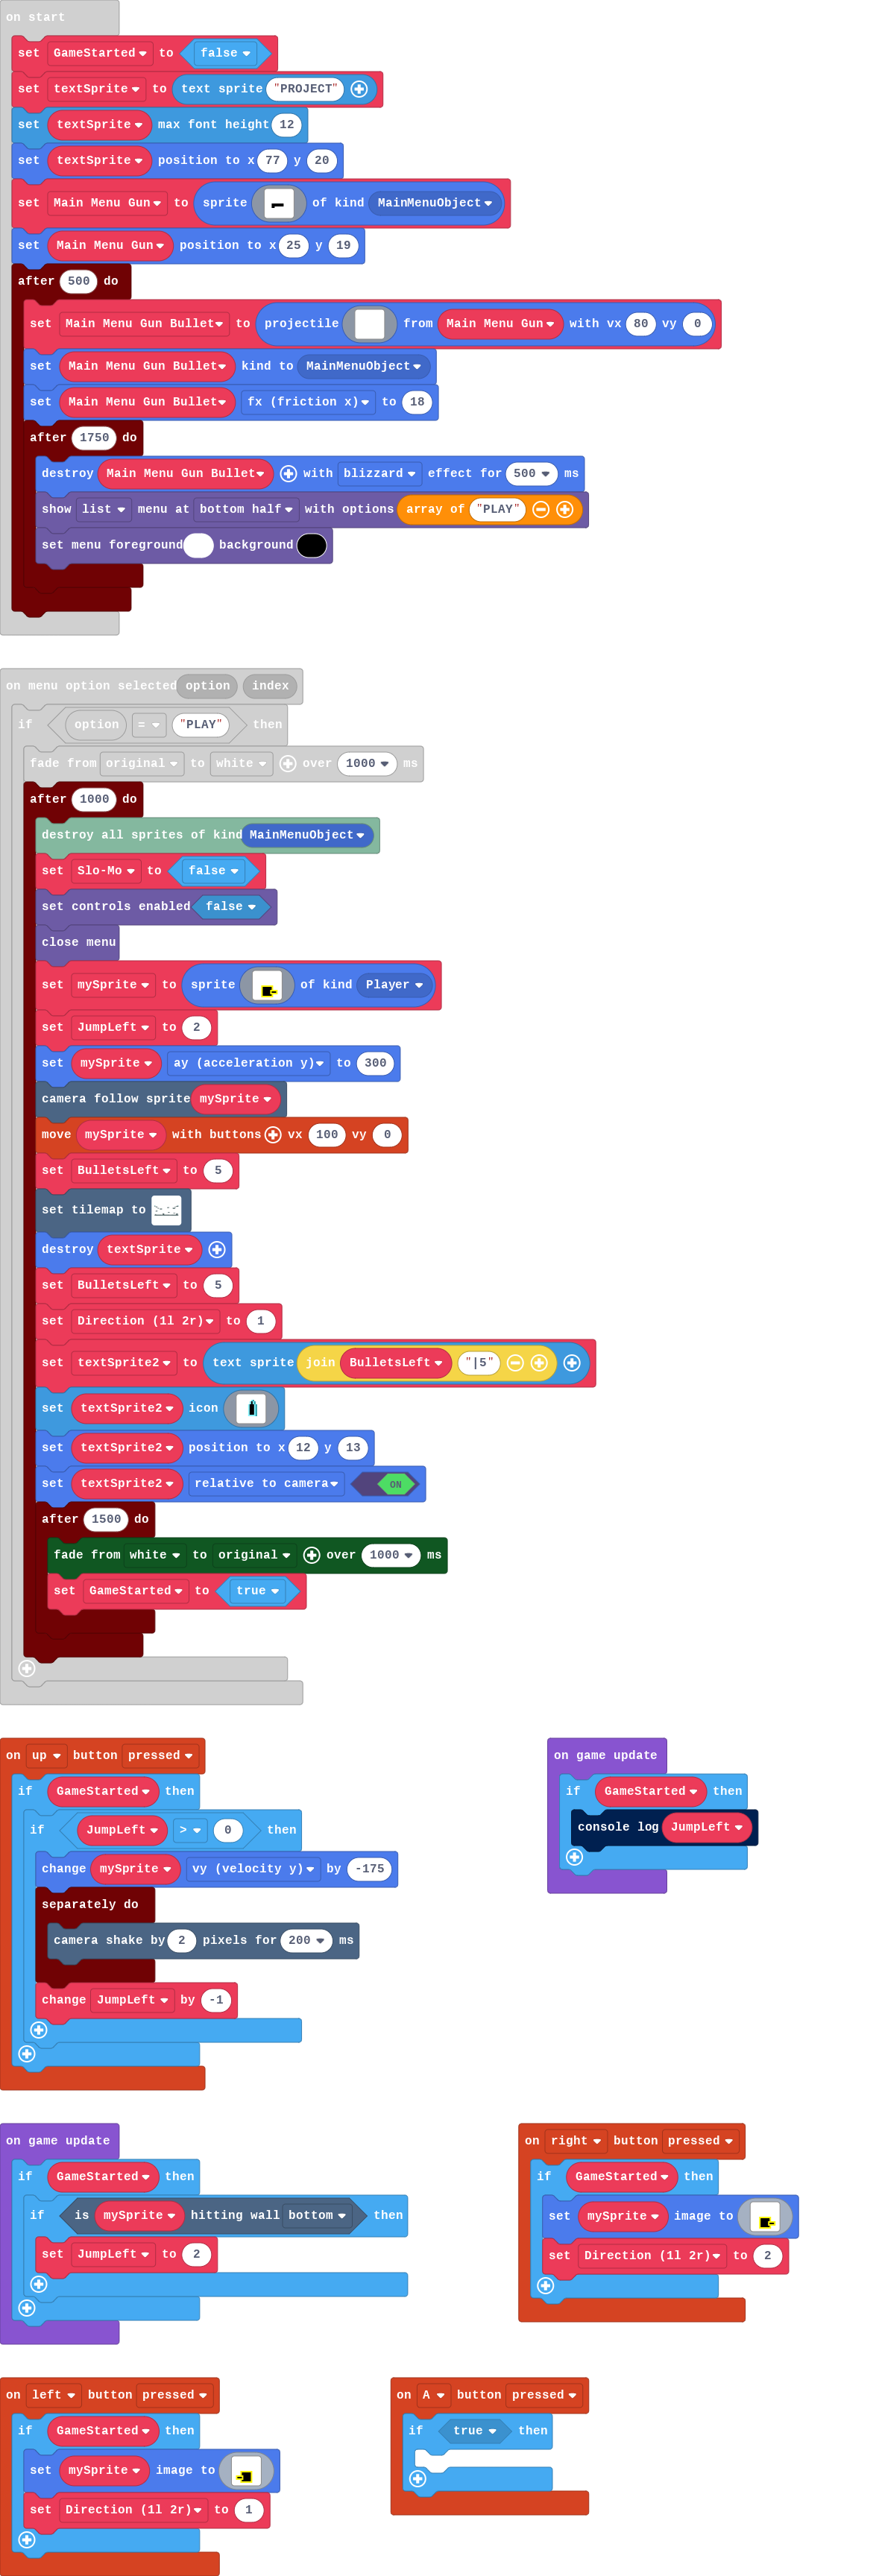 on start
set GameStarted to false
set textSprite to text sprite "PROJECT"
set textSprite max font height 12
set textSprite position to x 77 y 20
set Main Menu Gun to sprite of kind MainMenuObject
set Main Menu Gun position to x 25 y 19
after 500 do
set Main Menu Gun Bullet to projectile from Main Menu Gun with vx 80 vy 0
set Main Menu Gun Bullet kind to MainMenuObject
set Main Menu Gun Bullet fx (friction x) to 18
after 1750 do
destroy Main Menu Gun Bullet with blizzard effect for 500 ms
show list menu at bottom half with options array of "PLAY"
set menu foreground background
on menu option selected option index
if option = "PLAY" then
fade from original to white over 1000 ms
after 1000 do
destroy all sprites of kind MainMenuObject
set Slo-Mo to false
set controls enabled false
close menu
set mySprite to sprite of kind Player
set JumpLeft to 2
set mySprite ay (acceleration y) to 300
camera follow sprite mySprite
move mySprite with buttons vx 100 vy 0
set BulletsLeft to 5
set tilemap to
destroy textSprite
set BulletsLeft to 5
set Direction (1l 2r) to 1
set textSprite2 to text sprite join BulletsLeft "|5"
set textSprite2 icon
set textSprite2 position to x 12 y 13
set textSprite2 relative to camera ON
after 1500 do
fade from white to original over 1000 ms
set GameStarted to true
on up button pressed
if GameStarted then
if JumpLeft > 0 then
change mySprite vy (velocity y) by -175
separately do
camera shake by 2 pixels for 200 ms
change JumpLeft by -1
on game update
if GameStarted then
console log JumpLeft
on game update
if GameStarted then
if is mySprite hitting wall bottom then
set JumpLeft to 2
on right button pressed
if GameStarted then
set mySprite image to
set Direction (1l 2r) to 2
on left button pressed
if GameStarted then
set mySprite image to
set Direction (1l 2r) to 1
on A button pressed
if true then